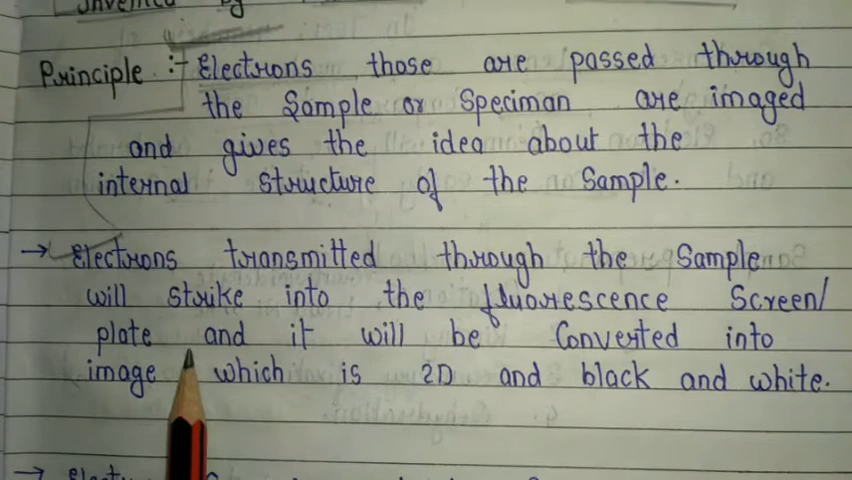 Invented by
Principle :- Electrons those are passed through
the Sample or Speciman are imaged
and gives the idea about the
internal structure of the Sample.
→ Electrons transmitted through the Sample
will strike into the fluorescence Screen/
plate and it will be Converted into
image which is 2D and black and white.
→